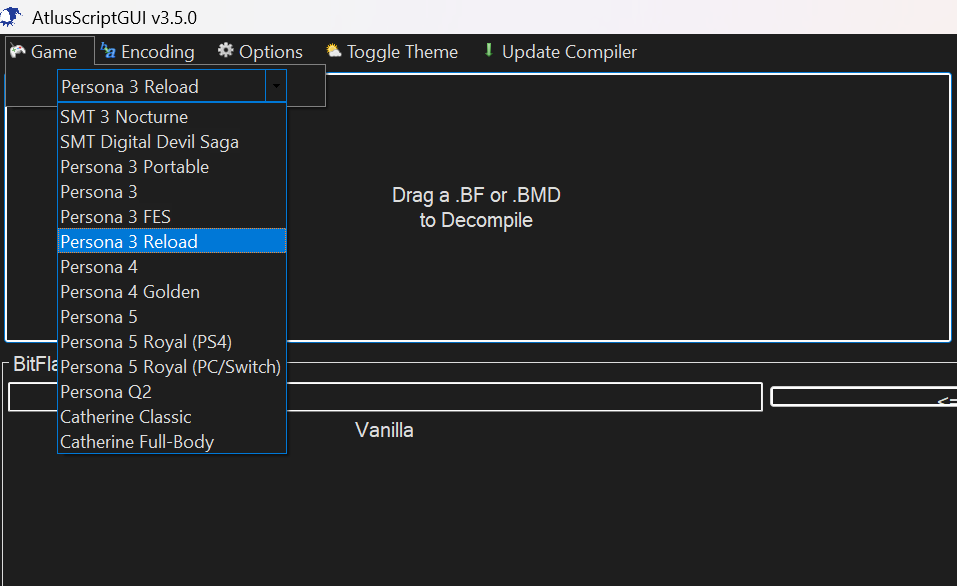 AtlusScriptGUI v3.5.0
Game Encoding Options Toggle Theme Update Compiler
Persona 3 Reload
SMT 3 Nocturne
SMT Digital Devil Saga
Persona 3 Portable
Persona 3
Persona 3 FES
Persona 3 Reload
Persona 4
Persona 4 Golden
Persona 5
Persona 5 Royal (PS4)
Persona 5 Royal (PC/Switch)
Persona Q2
Catherine Classic
Catherine Full-Body
Drag a .BF or .BMD
to Decompile
BitFla
<=
Vanilla